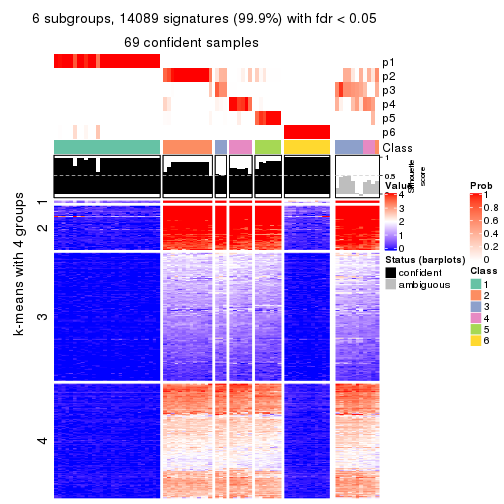 6 subgroups, 14089 signatures (99.9%) with fdr < 0.05
69 confident samples
p1
p2
p3
p4
p5
p6
Class
1
0.5
0
Silhouette
score
k-means with 4 groups
1
2
3
4
Value
4
3
2
1
0
Status (barplots)
confident
ambiguous
Prob
1
0.8
0.6
0.4
0.2
0
Class
1
2
3
4
5
6